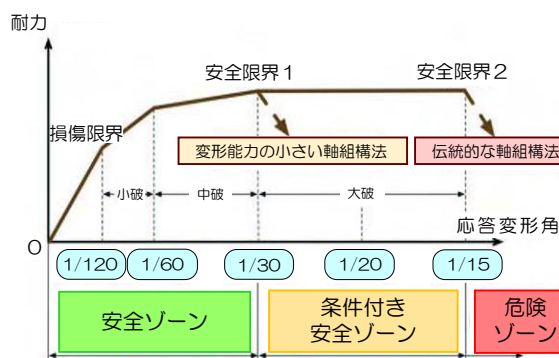 耐力
安全限界1
安全限界2
損傷限界
変形能力の小さい軸組構法
伝統的な軸組構法
小破
中破
大破
応答変形角
O
1/120
1/60
1/30
1/20
1/15
安全ゾーン
条件付き
安全ゾーン
危険
ゾーン